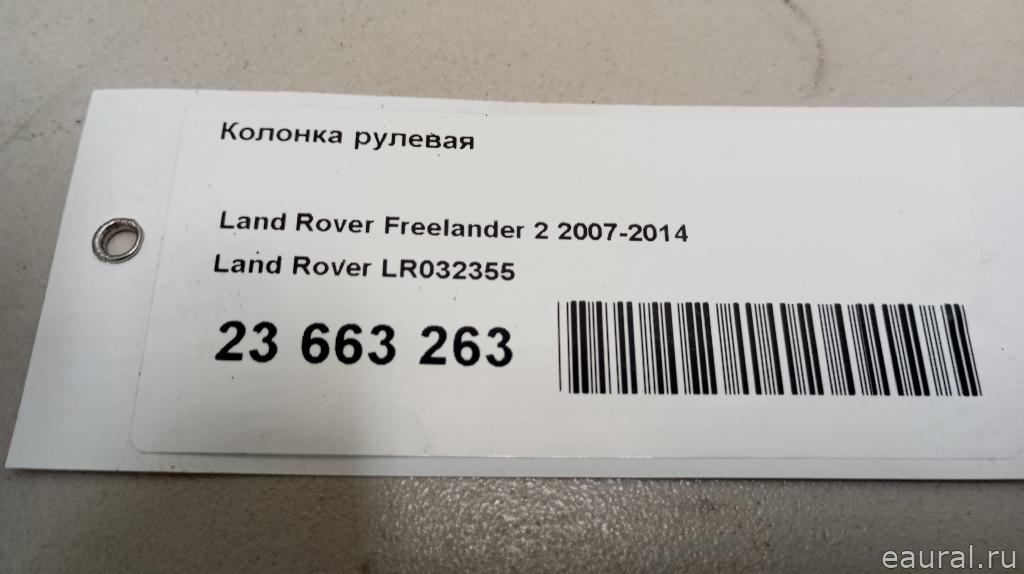 Колонка рулевая
Land Rover Freelander 2 2007-2014
Land Rover LR032355
23 663 263
eaural.ru